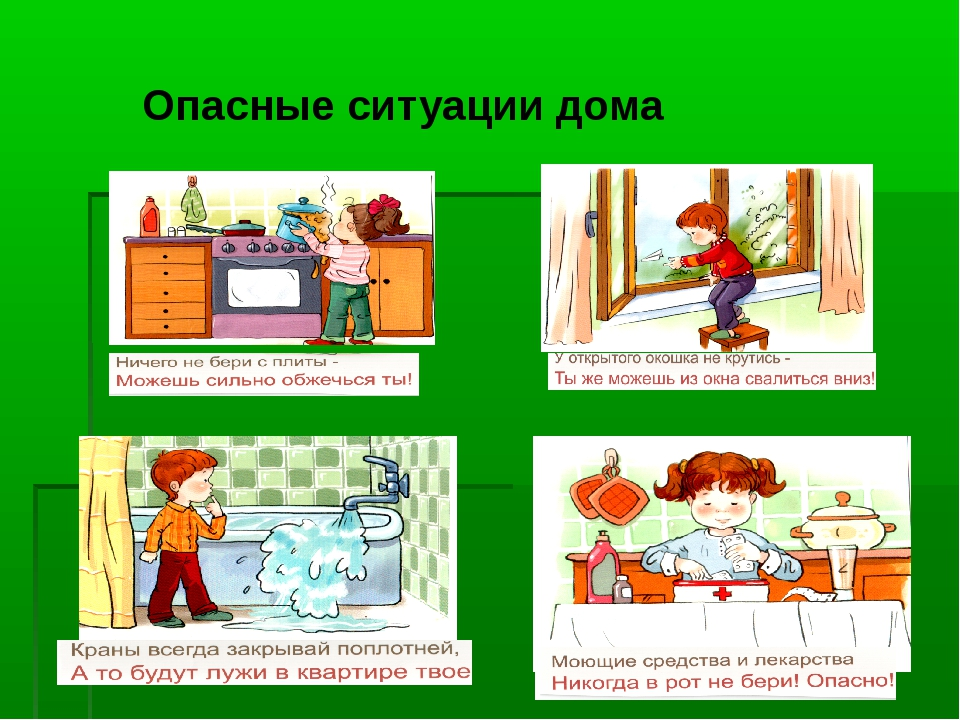 Опасные ситуации дома
Ничего не бери с плиты -
Можешь сильно обжечься ты!
У открытого окошка не крутись -
Ты же можешь из окна свалиться вниз!
Краны всегда закрывай поплотней,
А то будут лужи в квартире твое
Моющие средства и лекарства
Никогда в рот не бери! Опасно!